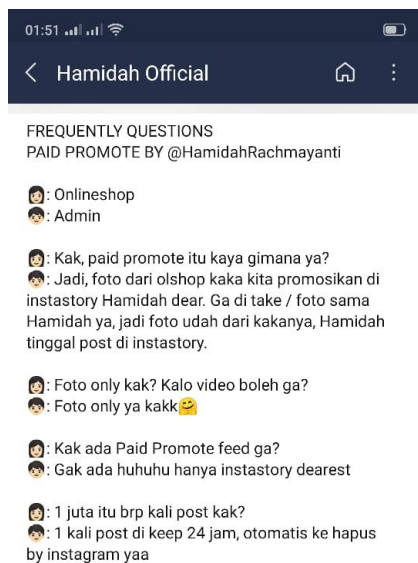 01:51
Hamidah Official
FREQUENTLY QUESTIONS
PAID PROMOTE BY @HamidahRachmayanti
👩🏻: Onlineshop
👦🏻: Admin
👩🏻: Kak, paid promote itu kaya gimana ya?
👦🏻: Jadi, foto dari olshop kaka kita promosikan di
instastory Hamidah dear. Ga di take / foto sama
Hamidah ya, jadi foto udah dari kakanya, Hamidah
tinggal post di instastory.
👩🏻: Foto only kak? Kalo video boleh ga?
👦🏻: Foto only ya kakk🤗
👩🏻: Kak ada Paid Promote feed ga?
👦🏻: Gak ada huhuhu hanya instastory dearest
👩🏻: 1 juta itu brp kali post kak?
👦🏻: 1 kali post di keep 24 jam, otomatis ke hapus
by instagram yaa